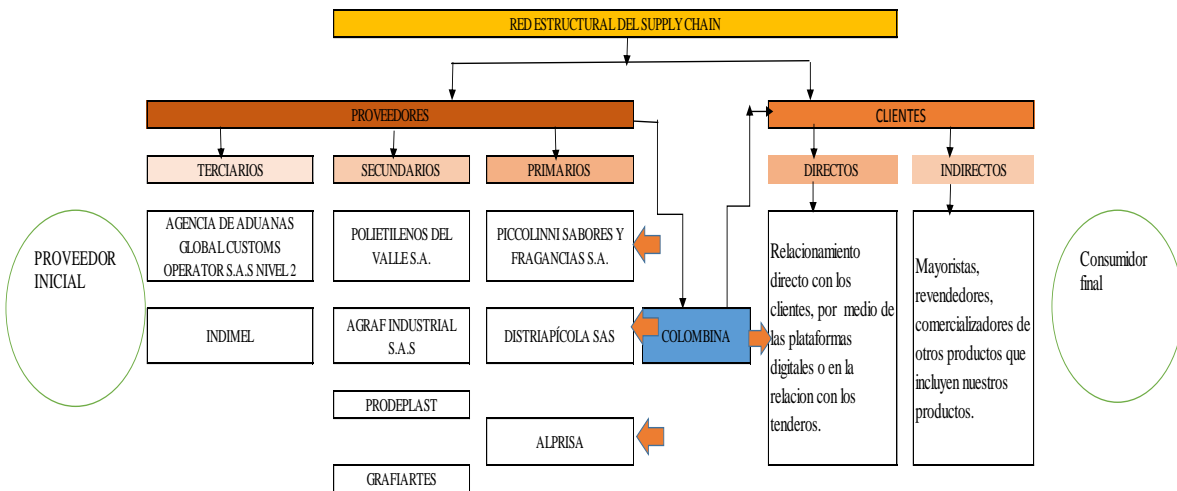 RED ESTRUCTURAL DEL SUPPLY CHAIN
PROVEEDORES
CLIENTES
TERCIARIOS
SECUNDARIOS
PRIMARIOS
DIRECTOS
INDIRECTOS
PROVEEDOR
INICIAL
AGENCIA DE ADUANAS
GLOBAL CUSTOMS
OPERATOR S.A.S NIVEL 2
POLIETILENOS DEL
VALLE S.A.
PICCOLINNI SABORES Y
FRAGANCIAS S.A.
INDIMEL
AGRAF INDUSTRIAL
S.A.S
DISTRIAPÍCOLA SAS
COLOMBINA
PRODEPLAST
ALPRISA
GRAFIARTES
Relacionamiento
directo con los
clientes, por medio de
las plataformas
digitales o en la
relacion con los
tenderos.
Mayoristas,
revendedores,
comercializadores de
otros productos que
incluyen nuestros
productos.
Consumidor
final